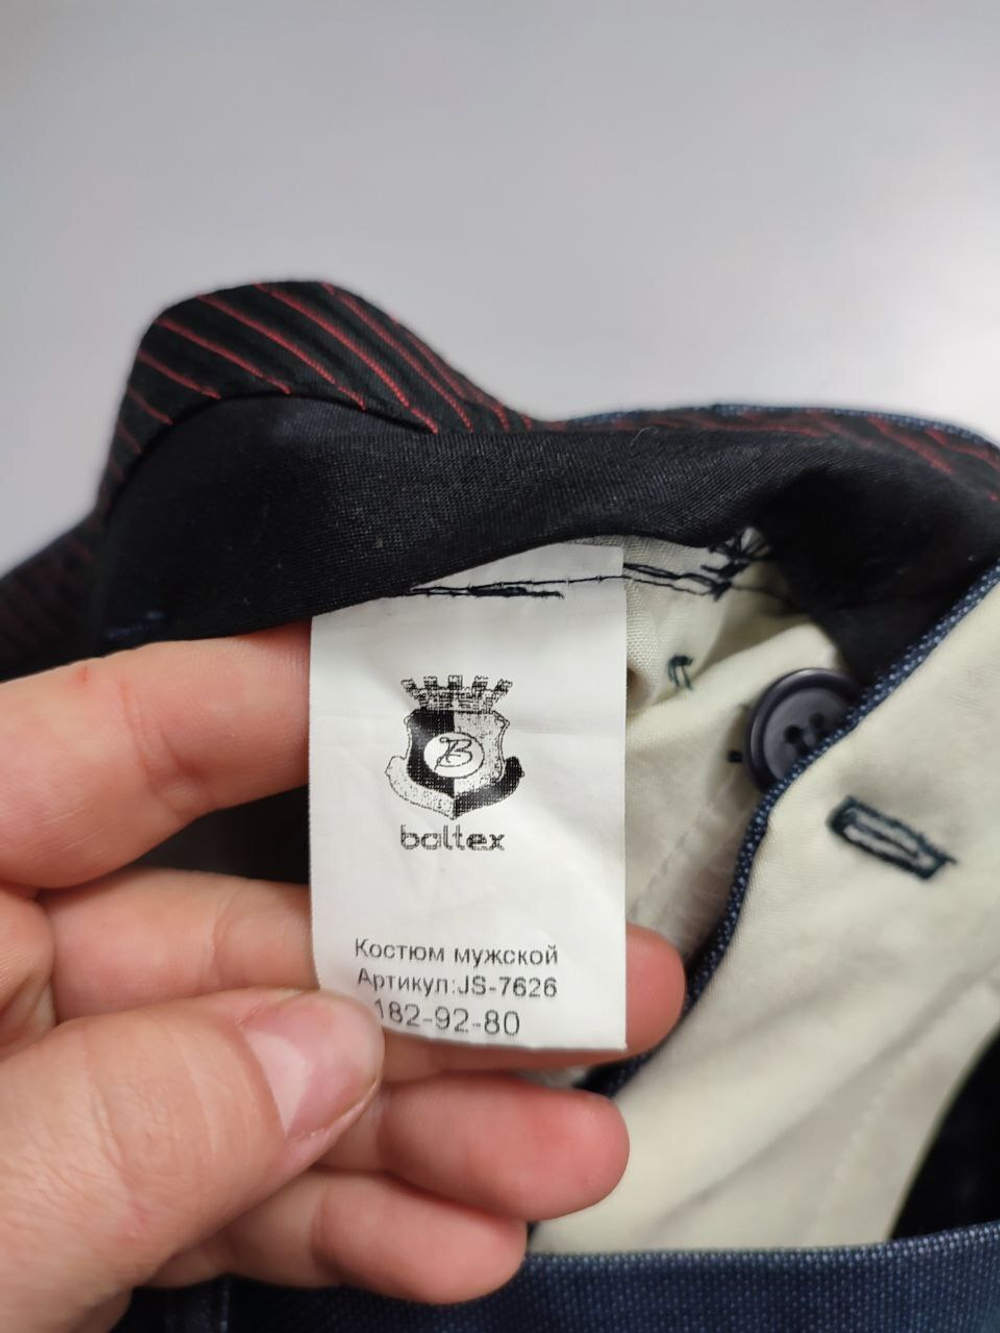 B
baltex
Костюм мужской
Артикул:JS-7626
182-92-80